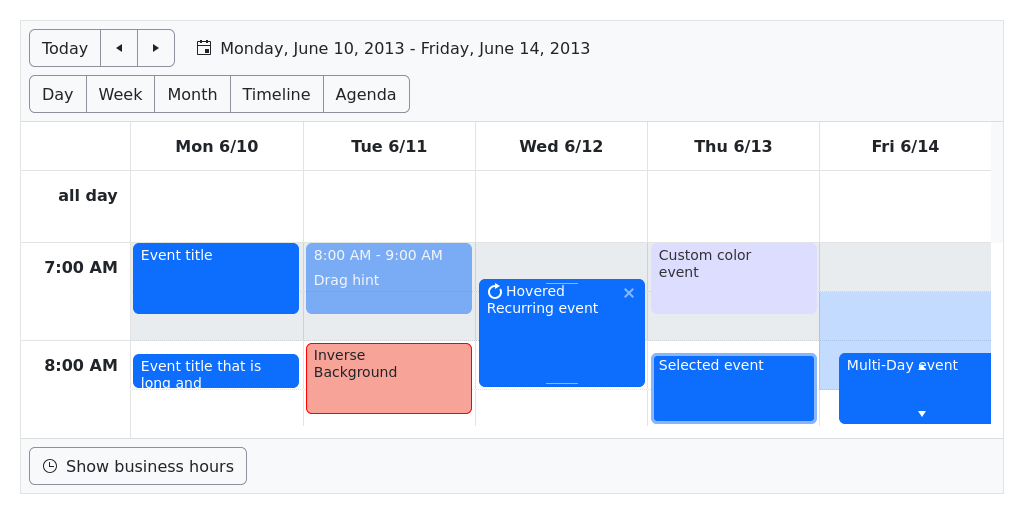 Today
Monday, June 10, 2013 - Friday, June 14, 2013
Day Week Month Timeline Agenda
Mon 6/10 Tue 6/11 Wed 6/12 Thu 6/13 Fri 6/14
all day
7:00 AM
Event title
8:00 AM - 9:00 AM
Drag hint
Hovered
Recurring event
Custom color
event
8:00 AM
Event title that is
long and
Inverse
Background
Selected event
Multi-Day event
Show business hours